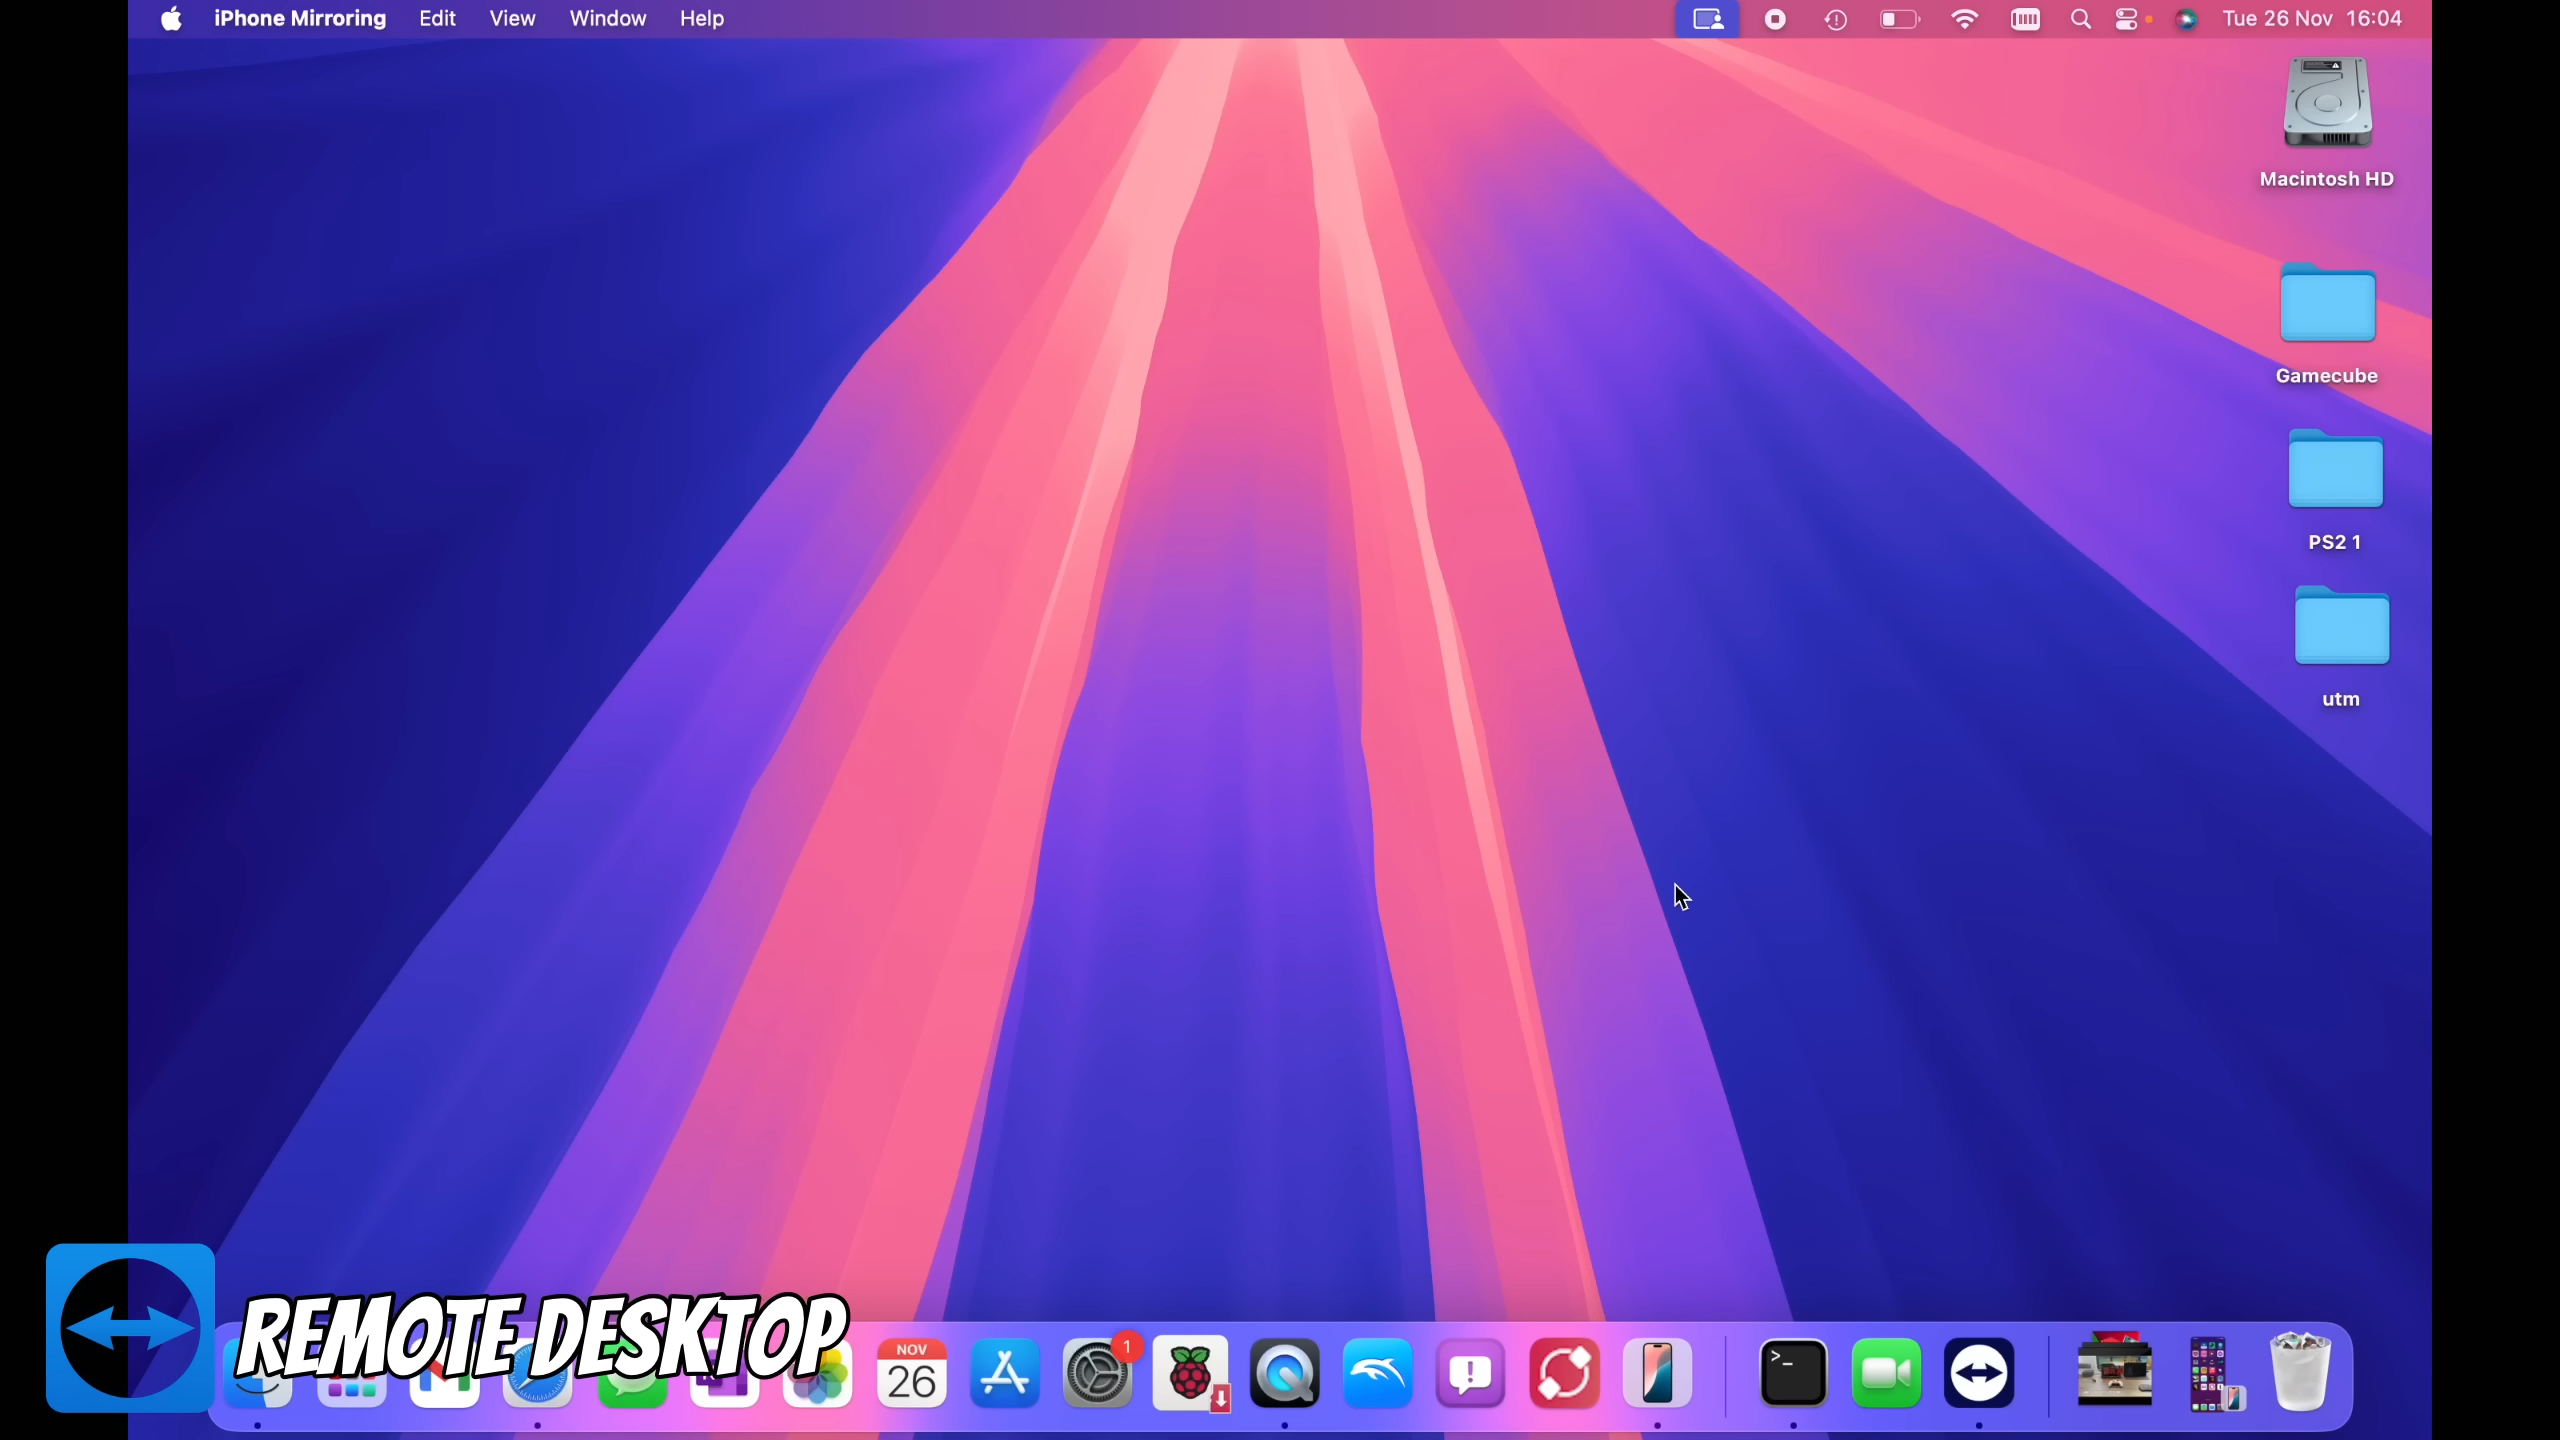 iPhone Mirroring Edit View Window Help Tue 26 Nov 16:04
Macintosh HD
Gamecube
PS2 1
utm
REMOTE DESKTOP
NOV
26
1
>_